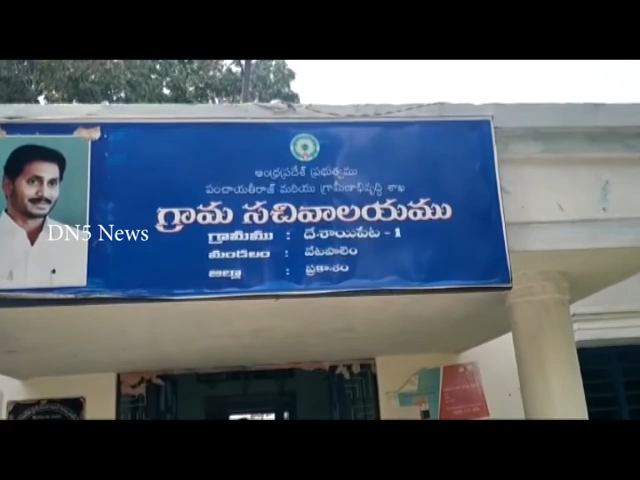 ఆంధ్రప్రదేశ్ ప్రభుత్వము
పంచాయతీరాజ్ మరియు గ్రామీణాభివృద్ధి శాఖ
గ్రామ సచివాలయము
గ్రామము : దేశాయిపేట - 1
మండలం : వేటపాలెం
జిల్లా : ప్రకాశం
DN5 News